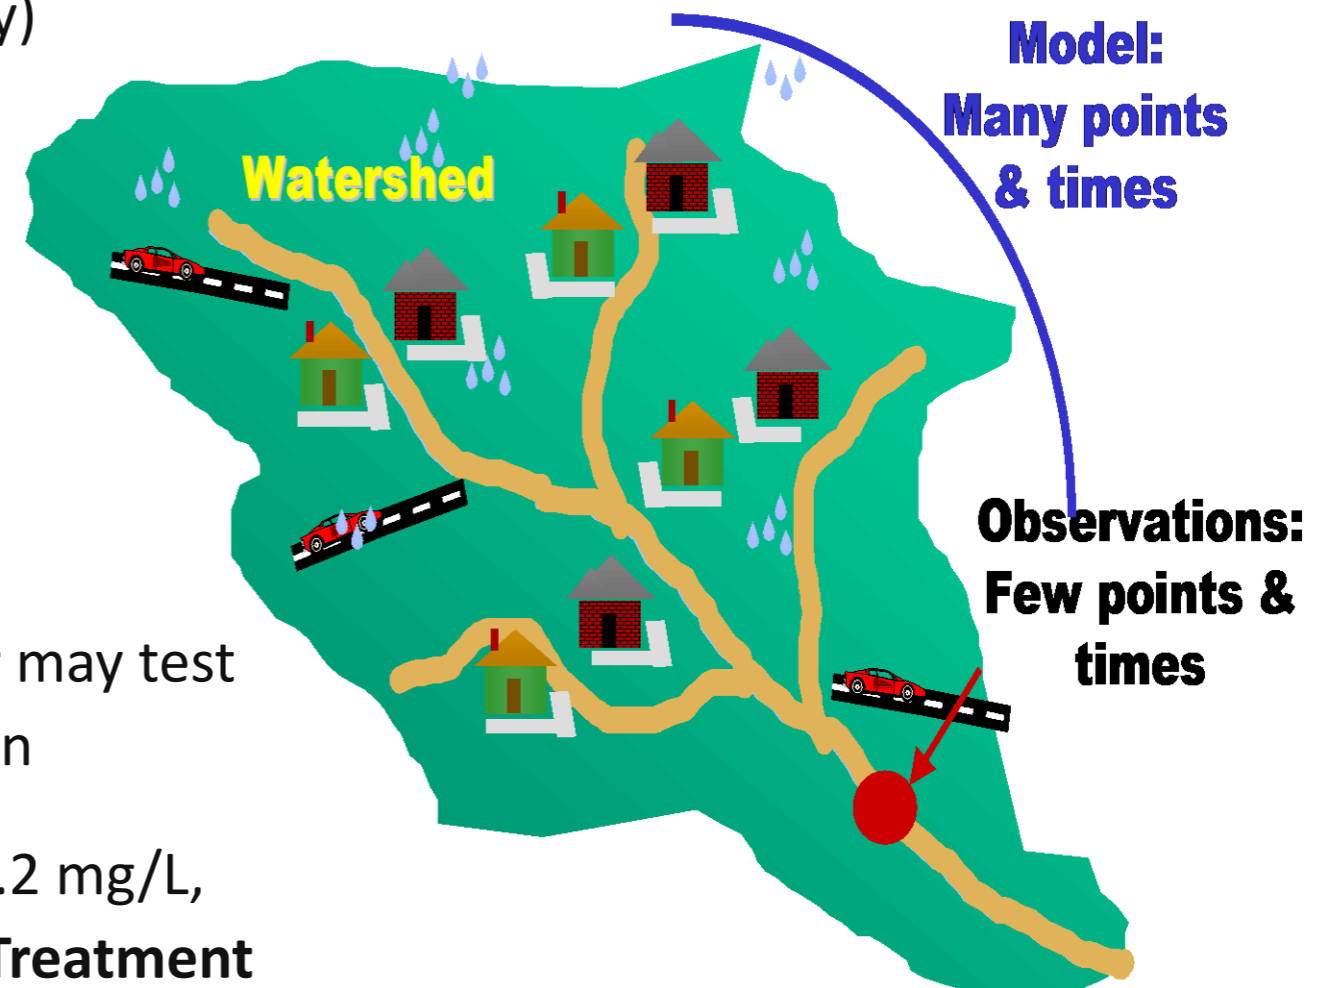 y)
Model:
Many points
& times
Watershed
Observations:
Few points &
times
may test
n
.2 mg/L,
Treatment